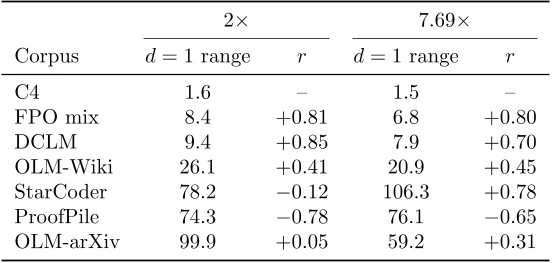 2× 7.69×
Corpus d = 1 range r d = 1 range r
C4 1.6 – 1.5 –
FPO mix 8.4 +0.81 6.8 +0.80
DCLM 9.4 +0.85 7.9 +0.70
OLM-Wiki 26.1 +0.41 20.9 +0.45
StarCoder 78.2 −0.12 106.3 +0.78
ProofPile 74.3 −0.78 76.1 −0.65
OLM-arXiv 99.9 +0.05 59.2 +0.31